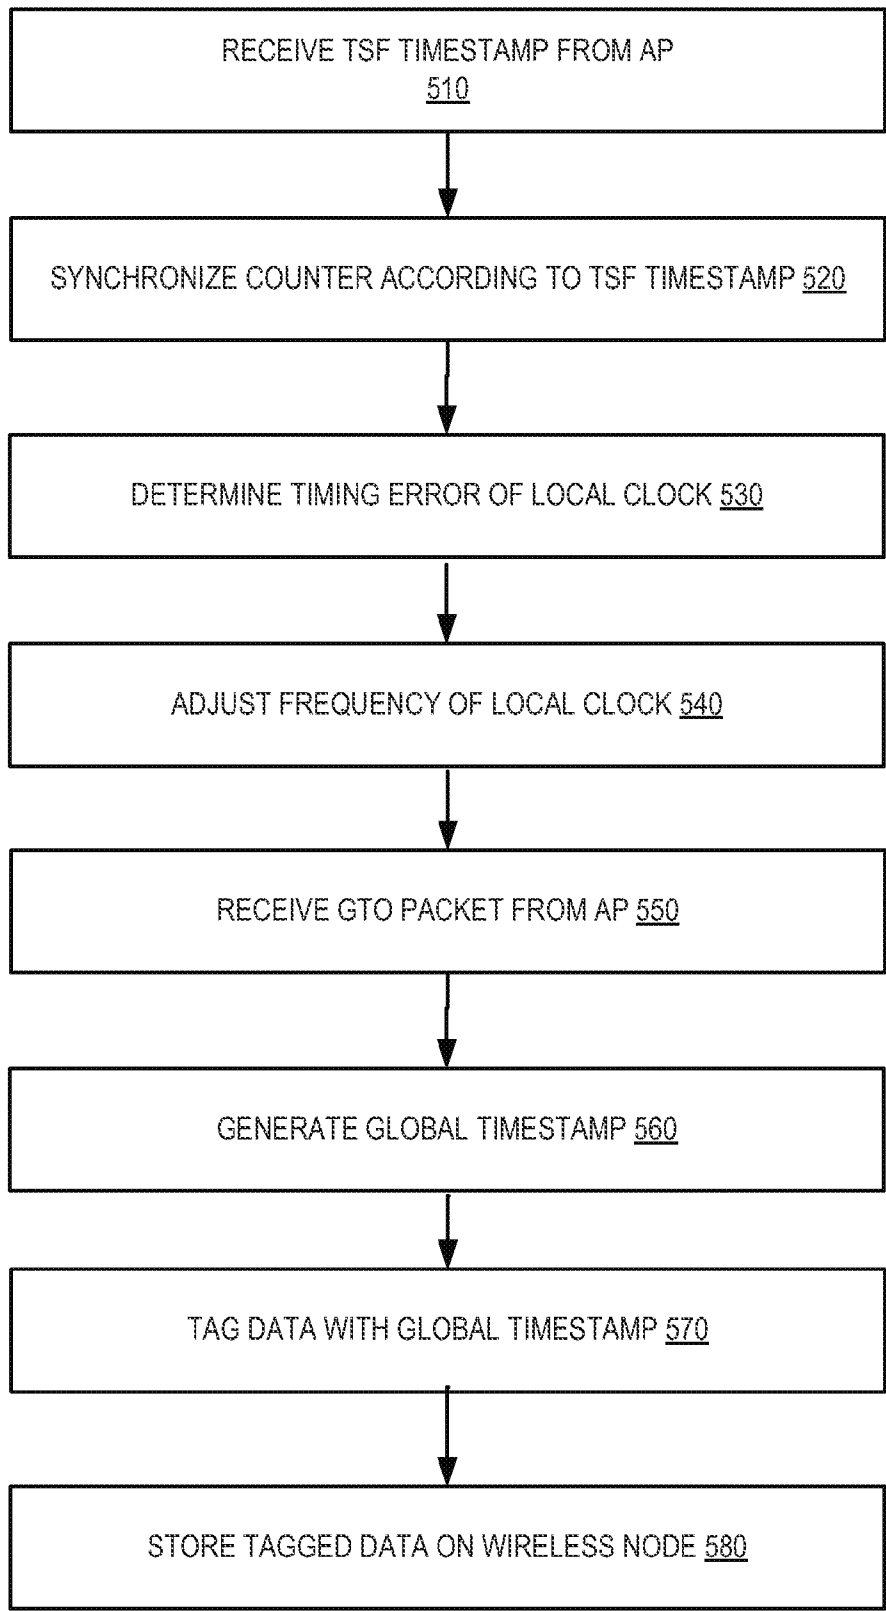 RECEIVE TSF TIMESTAMP FROM AP
510
SYNCHRONIZE COUNTER ACCORDING TO TSF TIMESTAMP 520
DETERMINE TIMING ERROR OF LOCAL CLOCK 530
ADJUST FREQUENCY OF LOCAL CLOCK 540
RECEIVE GTO PACKET FROM AP 550
GENERATE GLOBAL TIMESTAMP 560
TAG DATA WITH GLOBAL TIMESTAMP 570
STORE TAGGED DATA ON WIRELESS NODE 580